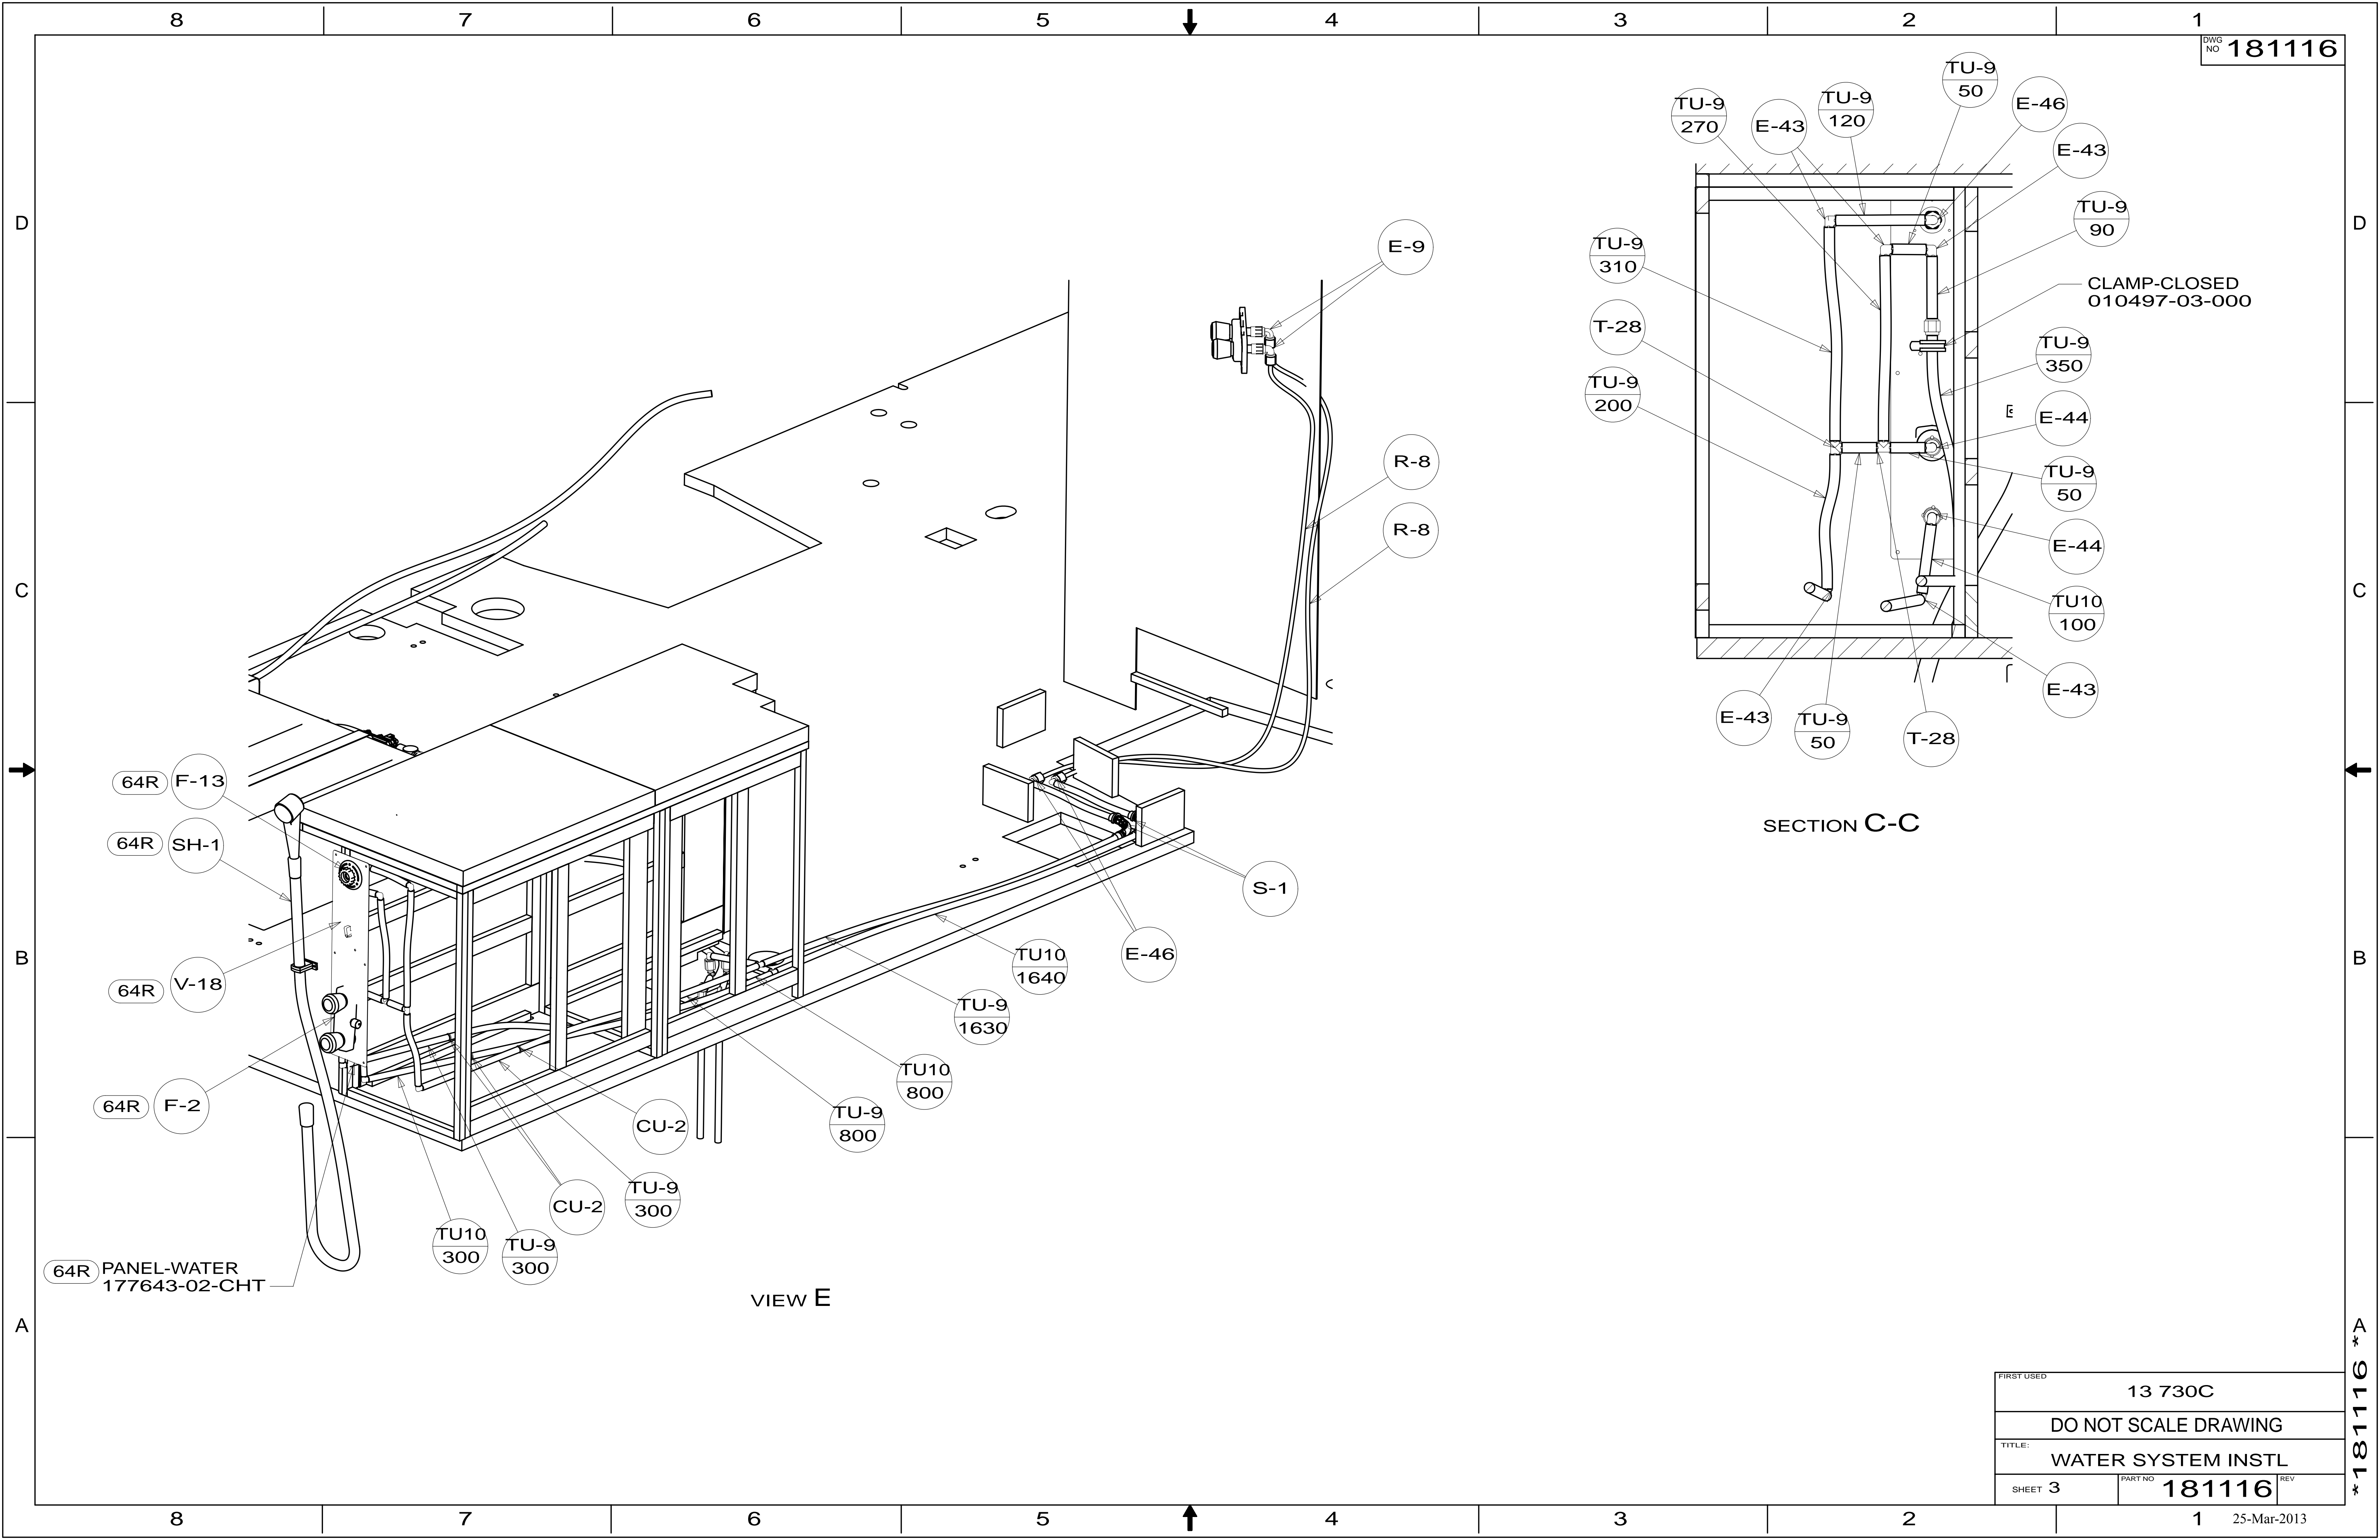 8 7 6 5 4 3 2 1
DWG NO 181116
TU-9 50
TU-9 270
E-43
TU-9 120
E-46
E-43
TU-9 90
D
D
E-9
TU-9 310
CLAMP-CLOSED
010497-03-000
T-28
TU-9 350
TU-9 200
E-44
R-8
TU-9 50
R-8
E-44
C
C
TU10 100
E-43
E-43
TU-9 50
T-28
SECTION C-C
64R F-13
64R SH-1
S-1
E-46
B
B
TU10 1640
64R V-18
TU-9 1630
TU10 800
64R F-2
TU-9 800
CU-2
TU-9 300
CU-2
TU10 300
TU-9 300
64R PANEL-WATER
177643-02-CHT
VIEW E
A
A
*181116*
FIRST USED
13 730C
DO NOT SCALE DRAWING
TITLE:
WATER SYSTEM INSTL
SHEET 3
PART NO 181116
REV
8 7 6 5 4 3 2 1
25-Mar-2013